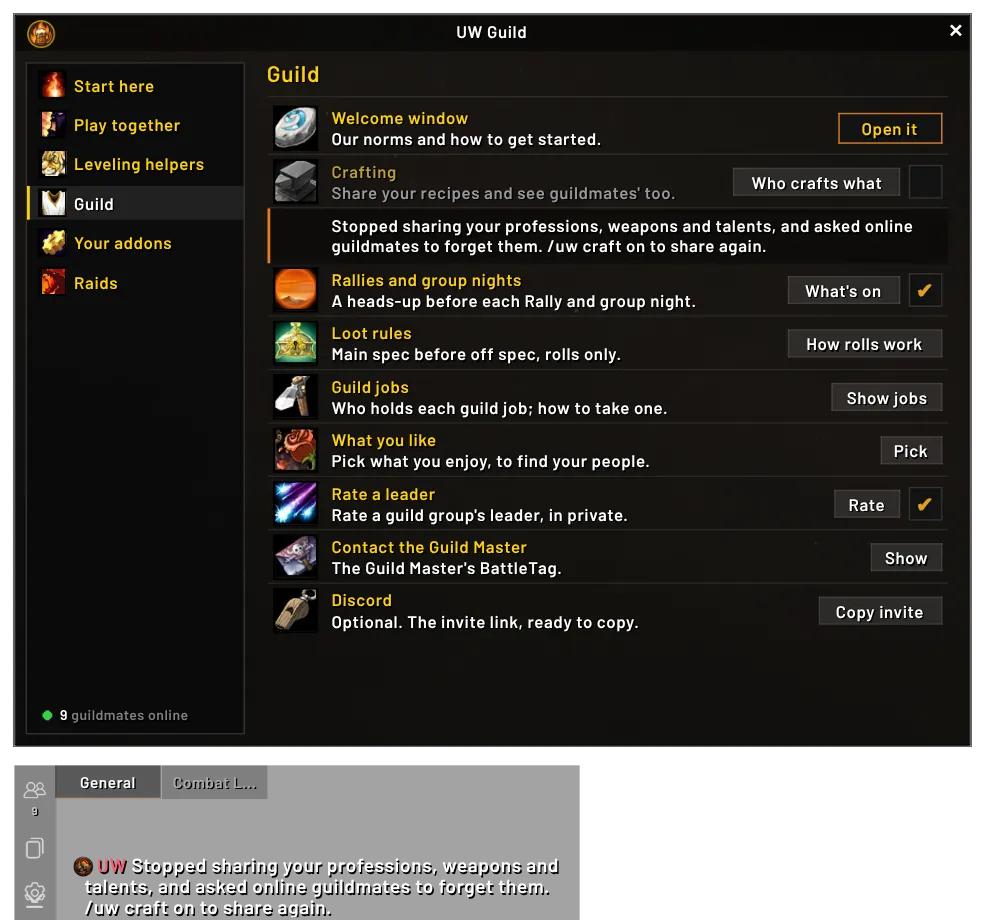 UW Guild
Start here
Play together
Leveling helpers
Guild
Your addons
Raids
9 guildmates online
Guild
Welcome window
Our norms and how to get started.
Open it
Crafting
Share your recipes and see guildmates' too.
Who crafts what
Stopped sharing your professions, weapons and talents, and asked online
guildmates to forget them. /uw craft on to share again.
Rallies and group nights
A heads-up before each Rally and group night.
What's on
Loot rules
Main spec before off spec, rolls only.
How rolls work
Guild jobs
Who holds each guild job; how to take one.
Show jobs
What you like
Pick what you enjoy, to find your people.
Pick
Rate a leader
Rate a guild group's leader, in private.
Rate
Contact the Guild Master
The Guild Master's BattleTag.
Show
Discord
Optional. The invite link, ready to copy.
Copy invite
General
Combat L...
9
UW Stopped sharing your professions, weapons and
talents, and asked online guildmates to forget them.
/uw craft on to share again.